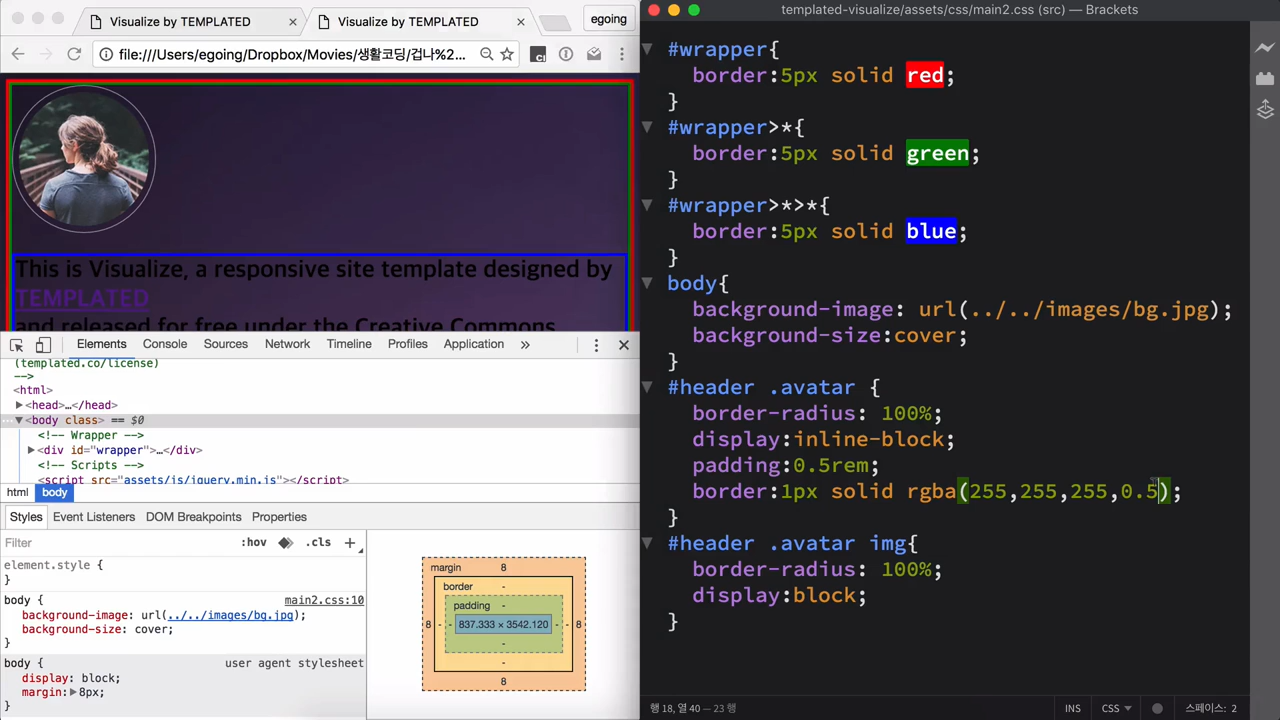 Visualize by TEMPLATED
Visualize by TEMPLATED
egoing
file:///Users/egoing/Dropbox/Movies/생활코딩/겁나%2...
This is Visualize, a responsive site template designed by
TEMPLATED
and released for free under the Creative Commons
Elements Console Sources Network Timeline Profiles Application »
(templated.co/license)
-->
<html>
▶<head>…</head>
… ▼<body class> == $0
<!-- Wrapper -->
▶<div id="wrapper">…</div>
<!-- Scripts -->
<script src="assets/js/jquery.min.js"></script>
html body
Styles Event Listeners DOM Breakpoints Properties
Filter :hov .cls +
element.style {
}
body { main2.css:10
background-image: url(../../images/bg.jpg);
background-size: cover;
}
body { user agent stylesheet
display: block;
margin:▶8px;
}
margin 8
border -
padding -
8 - - 837.333 × 3542.120 - - 8
-
-
8
templated-visualize/assets/css/main2.css (src) — Brackets
#wrapper{
border:5px solid red;
}
#wrapper>*{
border:5px solid green;
}
#wrapper>*>*{
border:5px solid blue;
}
body{
background-image: url(../../images/bg.jpg);
background-size:cover;
}
#header .avatar {
border-radius: 100%;
display:inline-block;
padding:0.5rem;
border:1px solid rgba(255,255,255,0.5);
}
#header .avatar img{
border-radius: 100%;
display:block;
}
행 18, 열 40 — 23 행 INS CSS 스페이스: 2